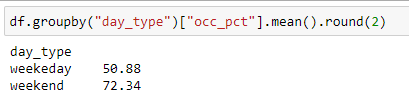 df.groupby("day_type")["occ_pct"].mean().round(2)
day_type
weekeday    50.88
weekend     72.34